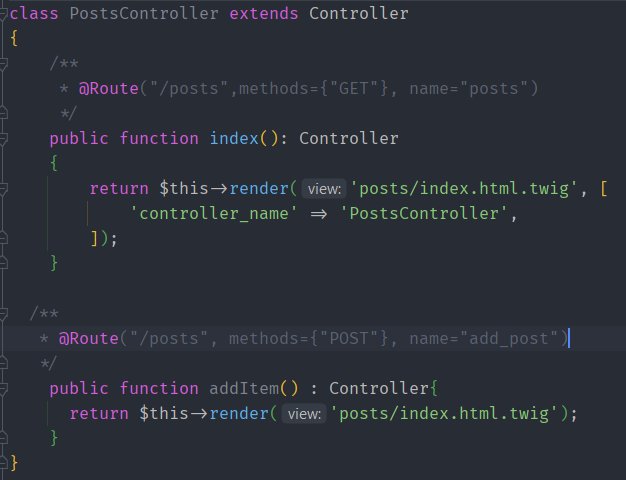 class PostsController extends Controller
{
/**
* @Route("/posts",methods={"GET"}, name="posts")
*/
public function index(): Controller
{
return $this->render( view: 'posts/index.html.twig', [
'controller_name' => 'PostsController',
]);
}
/**
* @Route("/posts", methods={"POST"}, name="add_post")
*/
public function addItem() : Controller{
return $this->render( view: 'posts/index.html.twig');
}
}